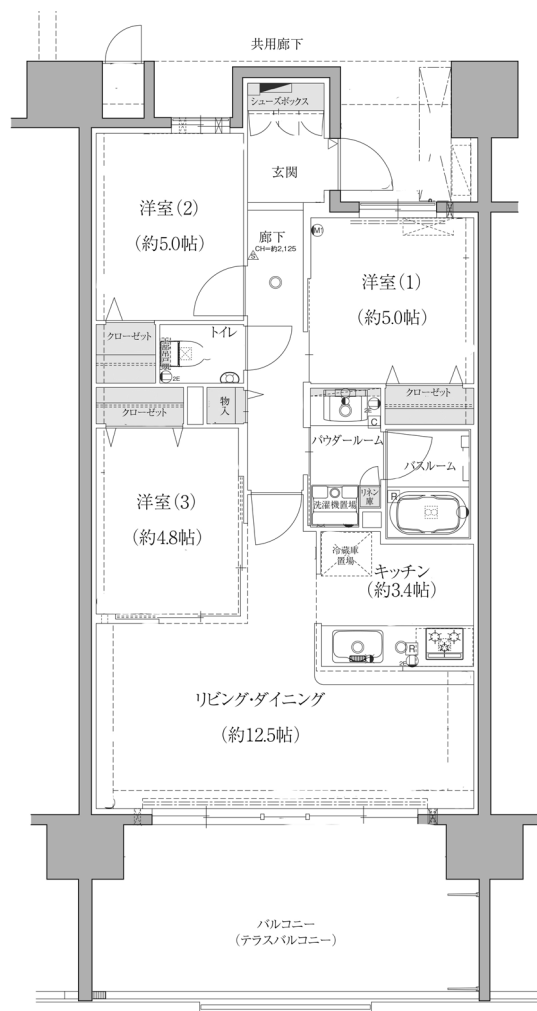 共用廊下
シューズボックス
玄関
洋室(2)
(約5.0帖)
廊下
CH=約2,125
M1
洋室(1)
(約5.0帖)
クローゼット
トイレ
2E
クローゼット
クローゼット
物入
2E
C
パウダールーム
バスルーム
洗濯機置場
リネン庫
R
洋室(3)
(約4.8帖)
冷蔵庫置場
キッチン
(約3.4帖)
R
2E
リビング・ダイニング
(約12.5帖)
バルコニー
(テラスバルコニー)